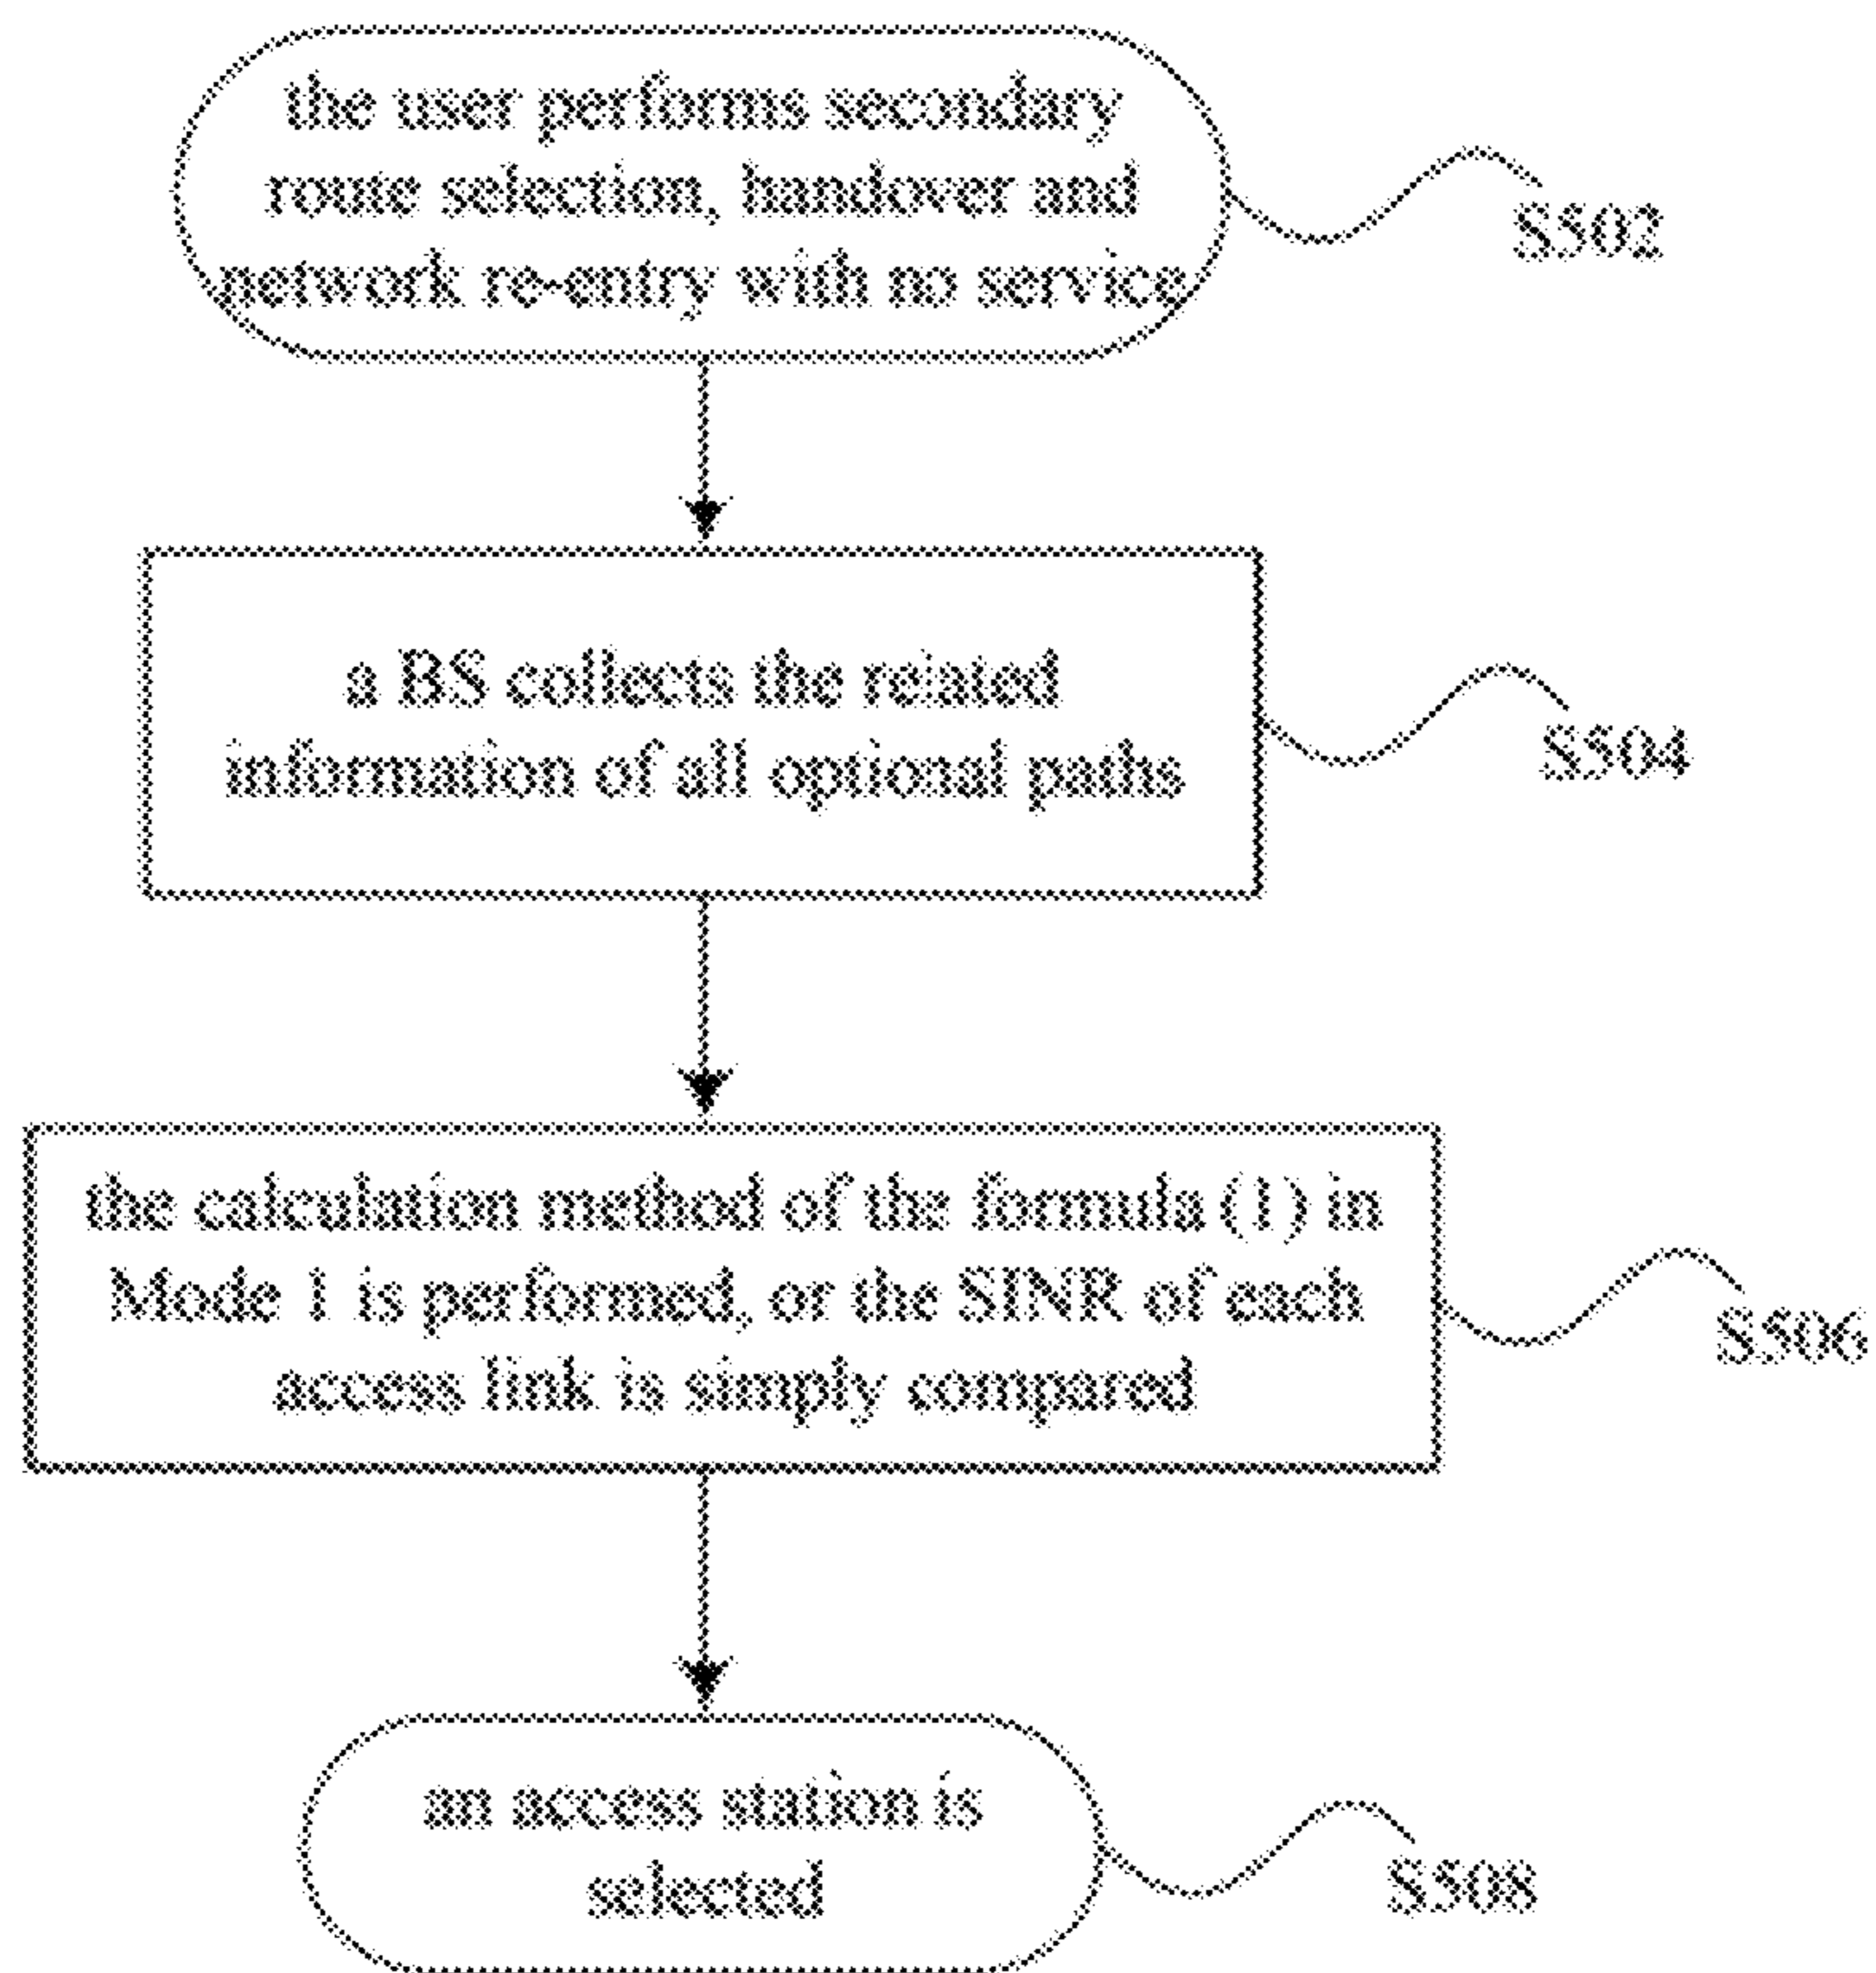 the user performs secondary
route selection, handover and
network re-entry with no service
S502
a BS collects the related
information of all optional paths
S504
the calculation method of the formula (1) in
Mode 1 is performed, or the SINR of each
access link is simply compared
S506
an access station is
selected
S508